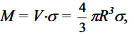 M = V·σ = 4/3 πR³σ,